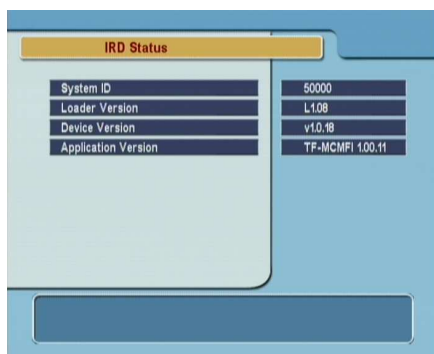 IRD Status
System ID 50000
Loader Version L1.08
Device Version v1.0.18
Application Version TF-MCMFI 1.00.11